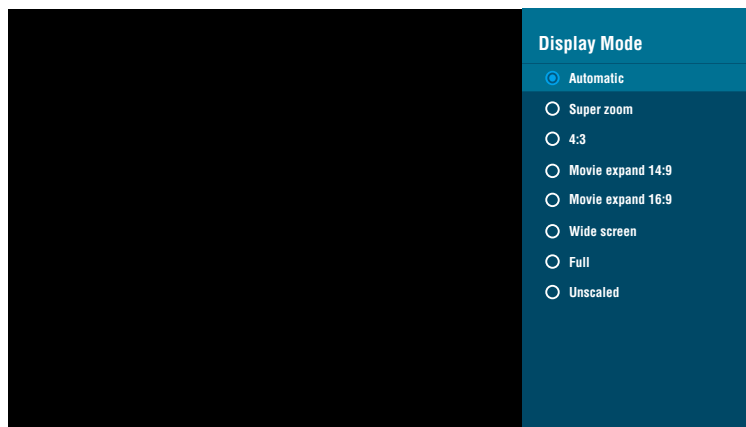 Display Mode
Automatic
Super zoom
4:3
Movie expand 14:9
Movie expand 16:9
Wide screen
Full
Unscaled